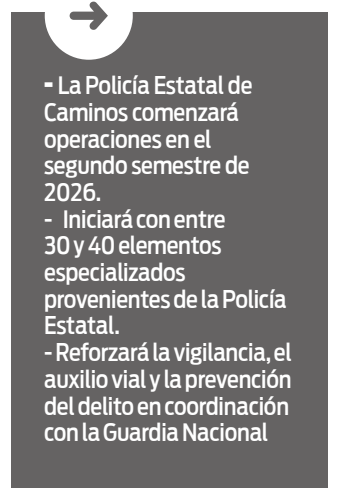 - La Policía Estatal de
Caminos comenzará
operaciones en el
segundo semestre de
2026.
- Iniciará con entre
30 y 40 elementos
especializados
provenientes de la Policía
Estatal.
- Reforzará la vigilancia, el
auxilio vial y la prevención
del delito en coordinación
con la Guardia Nacional